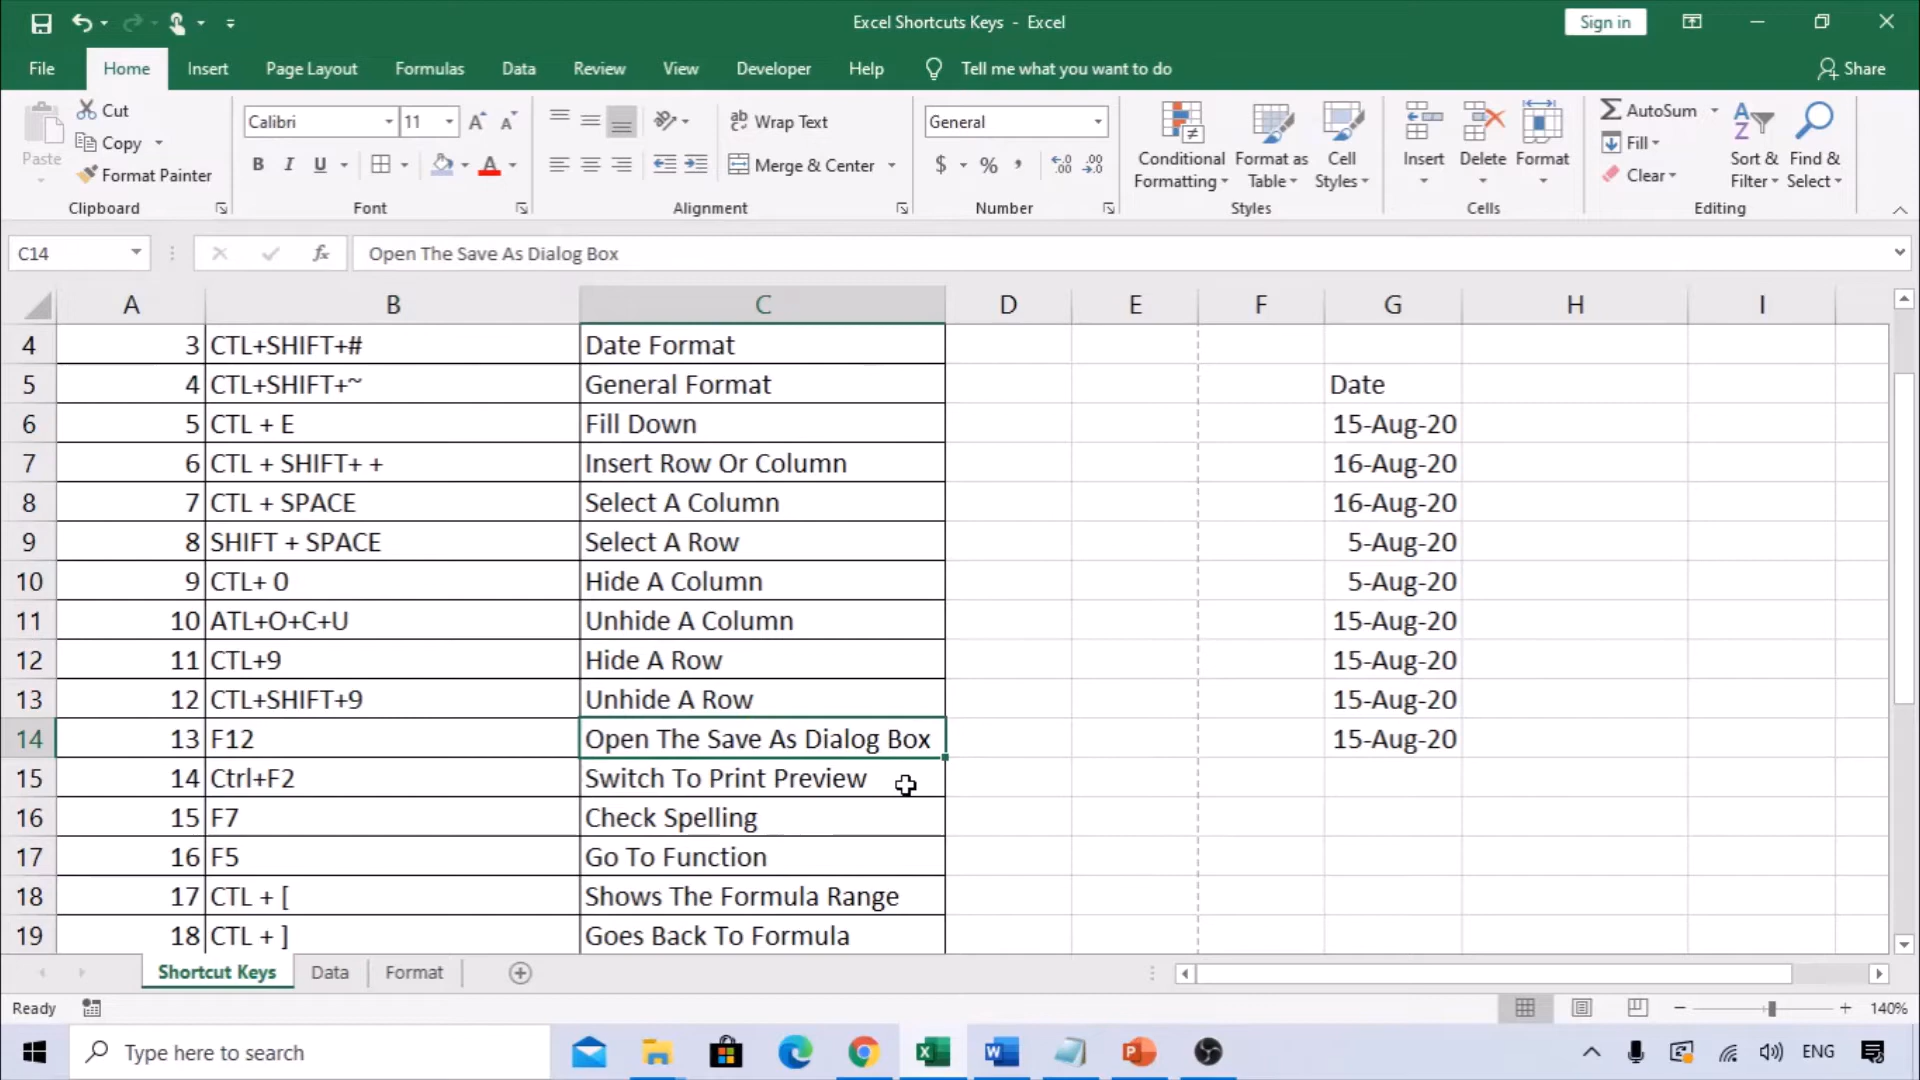 Excel Shortcuts Keys - Excel
Sign in
File Home Insert Page Layout Formulas Data Review View Developer Help Tell me what you want to do Share
Paste
Cut
Copy
Format Painter
Clipboard
Calibri 11
B I U
Font
Wrap Text
Merge & Center
Alignment
General
$ % ,
Number
Conditional Formatting
Format as Table
Cell Styles
Styles
Insert Delete Format
Cells
AutoSum
Fill
Clear
Sort & Filter
Find & Select
Editing
C14 fx Open The Save As Dialog Box
A B C D E F G H I
4 3 CTL+SHIFT+# Date Format
5 4 CTL+SHIFT+~ General Format Date
6 5 CTL + E Fill Down 15-Aug-20
7 6 CTL + SHIFT+ + Insert Row Or Column 16-Aug-20
8 7 CTL + SPACE Select A Column 16-Aug-20
9 8 SHIFT + SPACE Select A Row 5-Aug-20
10 9 CTL+ 0 Hide A Column 5-Aug-20
11 10 ATL+O+C+U Unhide A Column 15-Aug-20
12 11 CTL+9 Hide A Row 15-Aug-20
13 12 CTL+SHIFT+9 Unhide A Row 15-Aug-20
14 13 F12 Open The Save As Dialog Box 15-Aug-20
15 14 Ctrl+F2 Switch To Print Preview
16 15 F7 Check Spelling
17 16 F5 Go To Function
18 17 CTL + [ Shows The Formula Range
19 18 CTL + ] Goes Back To Formula
Shortcut Keys Data Format
Ready 140%
Type here to search ENG